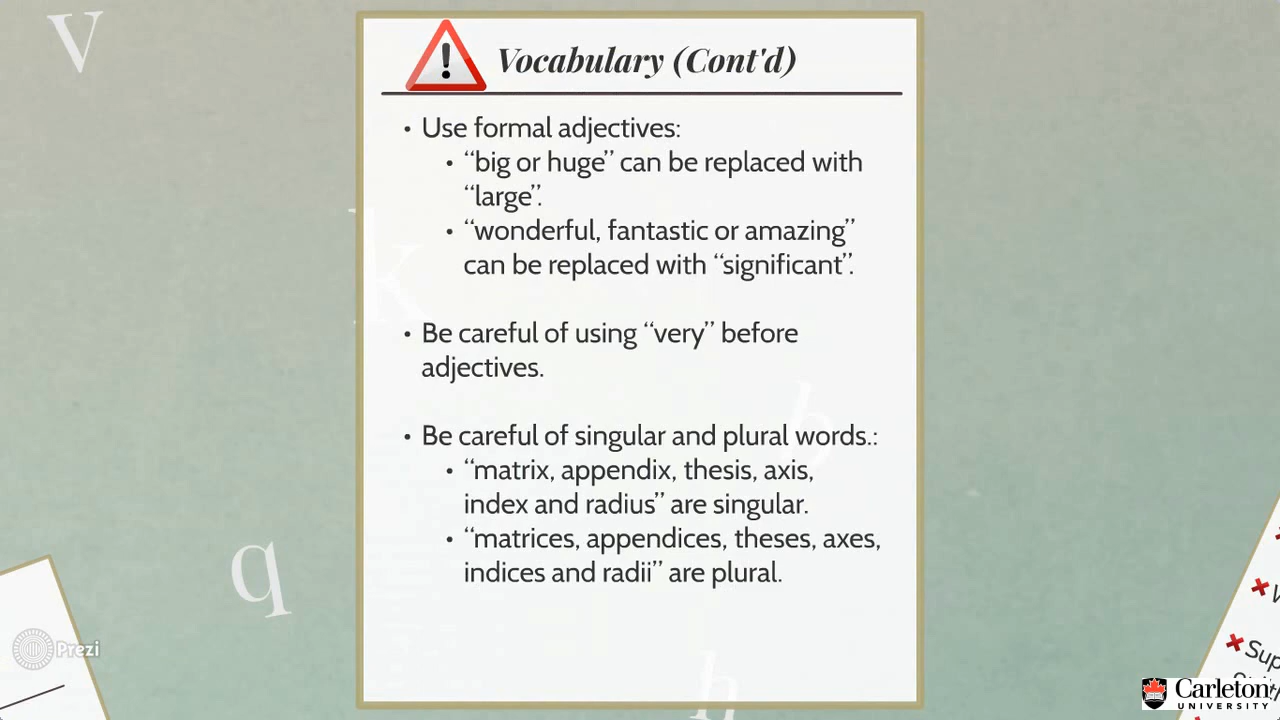 V
Vocabulary (Cont'd)
• Use formal adjectives:
• “big or huge” can be replaced with
“large”.
• “wonderful, fantastic or amazing”
can be replaced with “significant”.
k
• Be careful of using “very” before
adjectives.
h
• Be careful of singular and plural words.:
• “matrix, appendix, thesis, axis,
index and radius” are singular.
• “matrices, appendices, theses, axes,
indices and radii” are plural.
q
h
Prezi
Carleton
UNIVERSITY